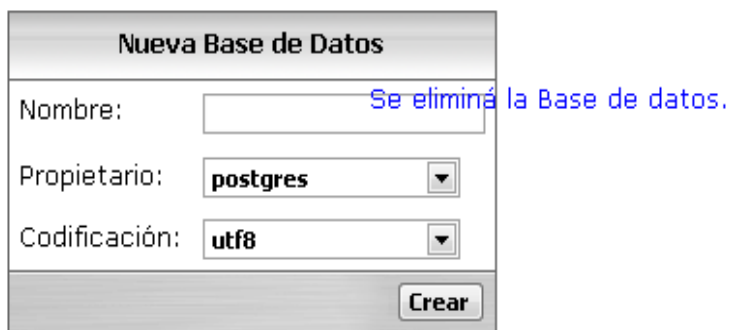 Nueva Base de Datos
Se eliminá la Base de datos.
Nombre:
Propietario: postgres
Codificación: utf8
Crear